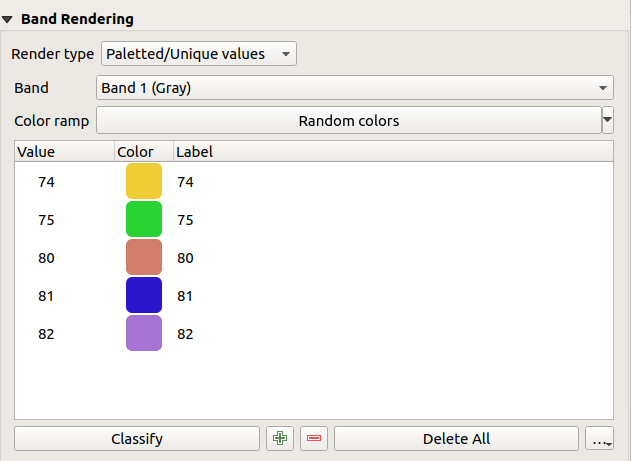 Band Rendering
Render type Paletted/Unique values
Band Band 1 (Gray)
Color ramp Random colors
Value Color Label
74 74
75 75
80 80
81 81
82 82
Classify Delete All ...